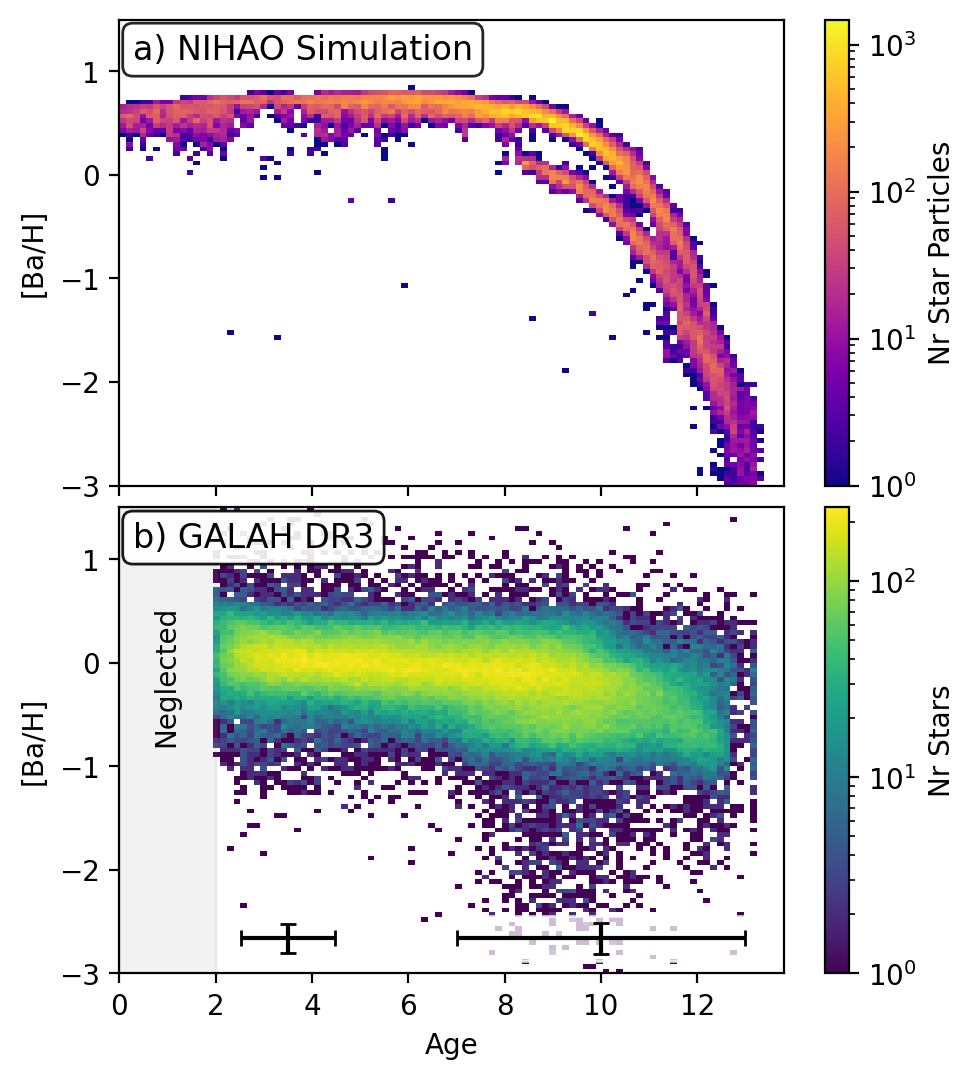 a) NIHAO Simulation
1
0
−1
−2
−3
[Ba/H]
10³
10²
10¹
10⁰
Nr Star Particles
b) GALAH DR3
Neglected
1
0
−1
−2
−3
[Ba/H]
0 2 4 6 8 10 12
Age
10²
10¹
10⁰
Nr Stars